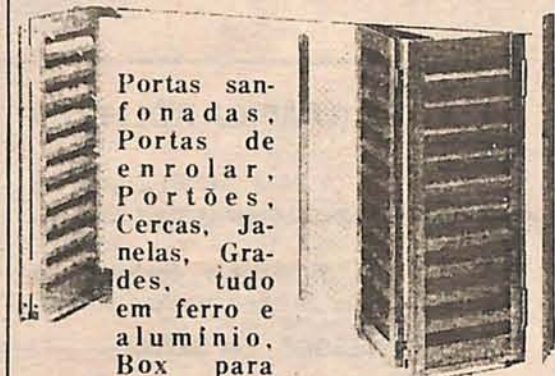 Portas san-
fonadas,
Portas de
enrolar,
Portões,
Cercas, Ja-
nelas, Gra-
des, tudo
em ferro e
alumínio,
Box para